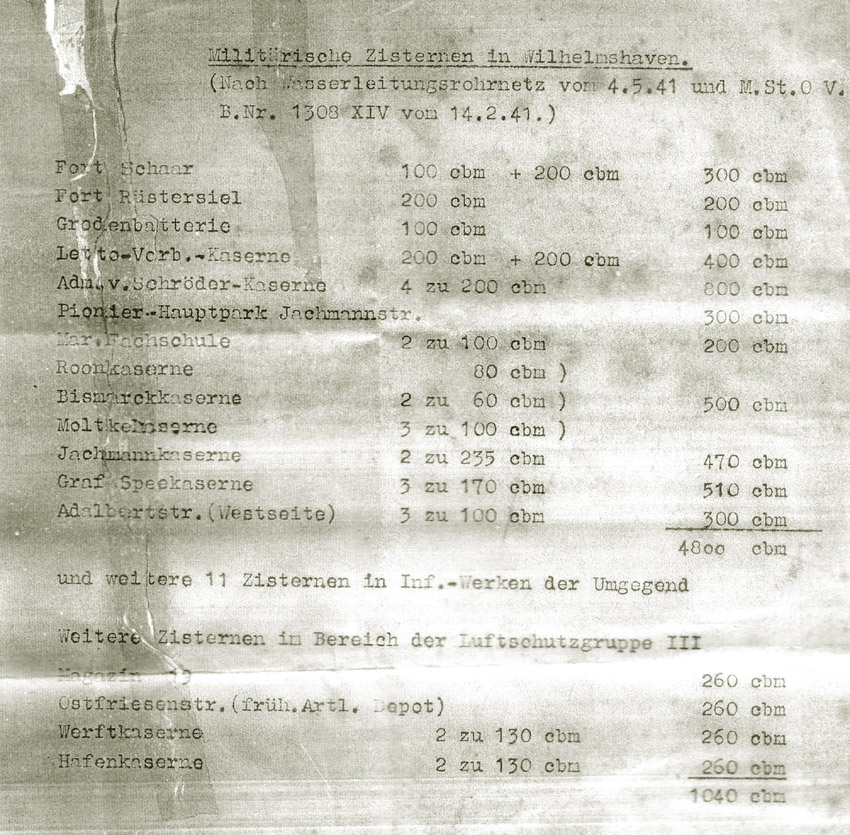 Militärische Zisternen in Wilhelmshaven.
(Nach Wasserleitungsrohrnetz vom 4.5.41 und M.St.O V.
B.Nr. 1308 XIV vom 14.2.41.)
Fort Schaar 100 cbm + 200 cbm 300 cbm
Fort Rüstersiel 200 cbm 200 cbm
Grodenbatterie 100 cbm 100 cbm
Letto-Vorb.-Kaserne 200 cbm + 200 cbm 400 cbm
Adm.v.Schröder-Kaserne 4 zu 200 cbm 800 cbm
Pionier-Hauptpark Jachmannstr. 300 cbm
Mar.Fachschule 2 zu 100 cbm 200 cbm
Roonkaserne 80 cbm )
Bismarckkaserne 2 zu 60 cbm ) 500 cbm
Moltkekaserne 3 zu 100 cbm )
Jachmannkaserne 2 zu 235 cbm 470 cbm
Graf Speekaserne 3 zu 170 cbm 510 cbm
Adalbertstr.(Westseite) 3 zu 100 cbm 300 cbm
4800 cbm
und weitere 11 Zisternen in Inf.-Werken der Umgegend
Weitere Zisternen im Bereich der Luftschutzgruppe III
Magazin 260 cbm
Ostfriesenstr.(früh.Artl. Depot) 260 cbm
Werftkaserne 2 zu 130 cbm 260 cbm
Hafenkaserne 2 zu 130 cbm 260 cbm
1040 cbm